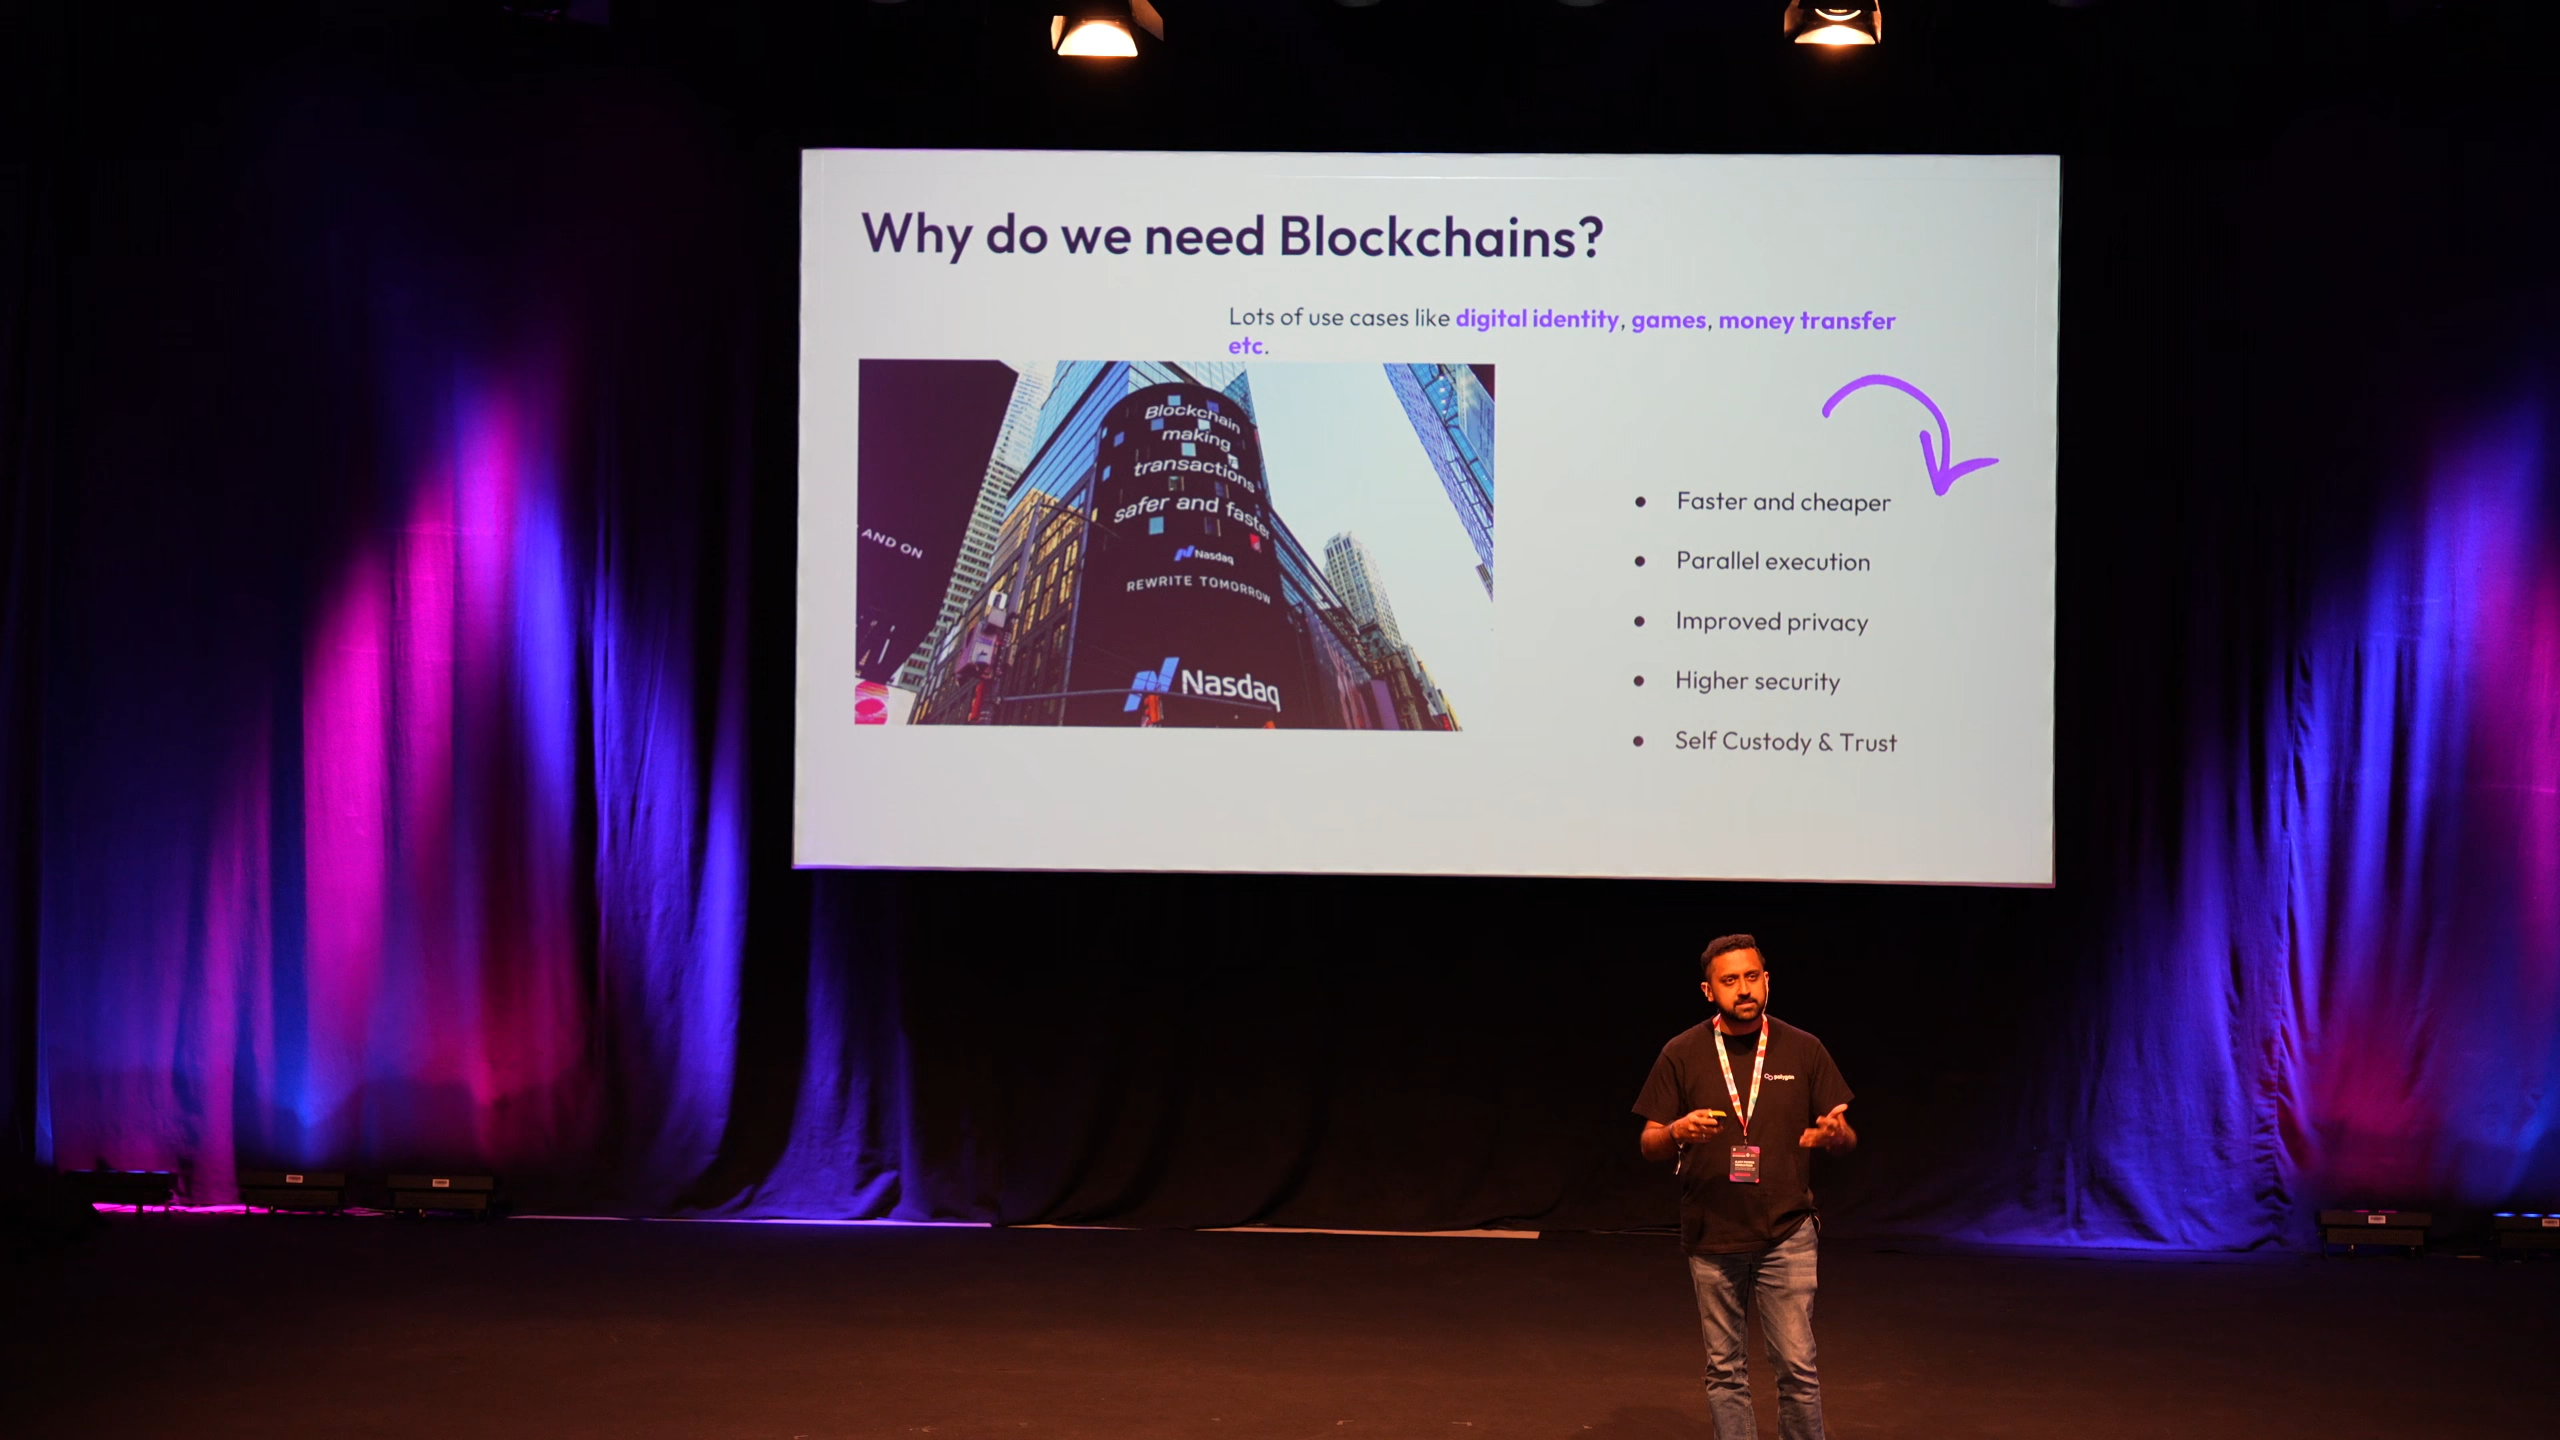 Why do we need Blockchains?
Lots of use cases like digital identity, games, money transfer
etc.
Blockchain
making
transactions
safer and faster
Nasdaq
REWRITE TOMORROW
Nasdaq
AND ON
Faster and cheaper
Parallel execution
Improved privacy
Higher security
Self Custody & Trust
polygon